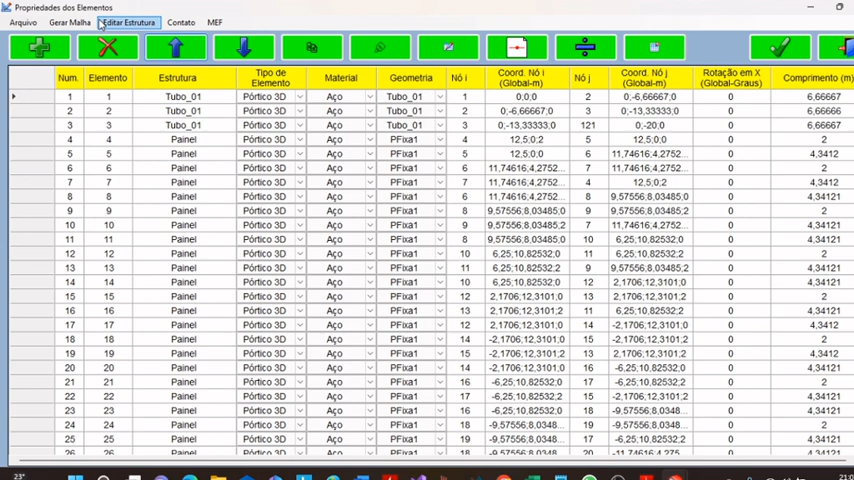 Propriedades dos Elementos
Arquivo Gerar Malha Editar Estrutura Contato MEF
Num. Elemento Estrutura Tipo de Elemento Material Geometria Nó i Coord. Nó i (Global-m) Nó j Coord. Nó j (Global-m) Rotação em X (Global-Graus) Comprimento (m)
1 1 Tubo_01 Pórtico 3D Aço Tubo_01 1 0;0;0 2 0;-6,66667;0 0 6,66667
2 2 Tubo_01 Pórtico 3D Aço Tubo_01 2 0;-6,66667;0 3 0;-13,33333;0 0 6,66666
3 3 Tubo_01 Pórtico 3D Aço Tubo_01 3 0;-13,33333;0 121 0;-20;0 0 6,66667
4 4 Painel Pórtico 3D Aço PFixa1 4 12,5;0;2 5 12,5;0;0 0 2
5 5 Painel Pórtico 3D Aço PFixa1 5 12,5;0;0 6 11,74616;4,2752... 0 4,3412
6 6 Painel Pórtico 3D Aço PFixa1 6 11,74616;4,2752... 7 11,74616;4,2752... 0 2
7 7 Painel Pórtico 3D Aço PFixa1 7 11,74616;4,2752... 4 12,5;0;2 0 4,3412
8 8 Painel Pórtico 3D Aço PFixa1 6 11,74616;4,2752... 8 9,57556;8,03485;0 0 4,34121
9 9 Painel Pórtico 3D Aço PFixa1 8 9,57556;8,03485;0 9 9,57556;8,03485;2 0 2
10 10 Painel Pórtico 3D Aço PFixa1 9 9,57556;8,03485;2 7 11,74616;4,2752... 0 4,34121
11 11 Painel Pórtico 3D Aço PFixa1 8 9,57556;8,03485;0 10 6,25;10,82532;0 0 4,34121
12 12 Painel Pórtico 3D Aço PFixa1 10 6,25;10,82532;0 11 6,25;10,82532;2 0 2
13 13 Painel Pórtico 3D Aço PFixa1 11 6,25;10,82532;2 9 9,57556;8,03485;2 0 4,34121
14 14 Painel Pórtico 3D Aço PFixa1 10 6,25;10,82532;0 12 2,1706;12,3101;0 0 4,34121
15 15 Painel Pórtico 3D Aço PFixa1 12 2,1706;12,3101;0 13 2,1706;12,3101;2 0 2
16 16 Painel Pórtico 3D Aço PFixa1 13 2,1706;12,3101;2 11 6,25;10,82532;2 0 4,34121
17 17 Painel Pórtico 3D Aço PFixa1 12 2,1706;12,3101;0 14 -2,1706;12,3101;0 0 4,3412
18 18 Painel Pórtico 3D Aço PFixa1 14 -2,1706;12,3101;0 15 -2,1706;12,3101;2 0 2
19 19 Painel Pórtico 3D Aço PFixa1 15 -2,1706;12,3101;2 13 2,1706;12,3101;2 0 4,3412
20 20 Painel Pórtico 3D Aço PFixa1 14 -2,1706;12,3101;0 16 -6,25;10,82532;0 0 4,34121
21 21 Painel Pórtico 3D Aço PFixa1 16 -6,25;10,82532;0 17 -6,25;10,82532;2 0 2
22 22 Painel Pórtico 3D Aço PFixa1 17 -6,25;10,82532;2 15 -2,1706;12,3101;2 0 4,34121
23 23 Painel Pórtico 3D Aço PFixa1 16 -6,25;10,82532;0 18 -9,57556;8,0348... 0 4,34121
24 24 Painel Pórtico 3D Aço PFixa1 18 -9,57556;8,0348... 19 -9,57556;8,0348... 0 2
25 25 Painel Pórtico 3D Aço PFixa1 19 -9,57556;8,0348... 17 -6,25;10,82532;2 0 4,34121
26 26 Painel Pórtico 3D Aço PFixa1 18 -9,57556;8,0348... 20 -11,74616;4,275... 0
23°